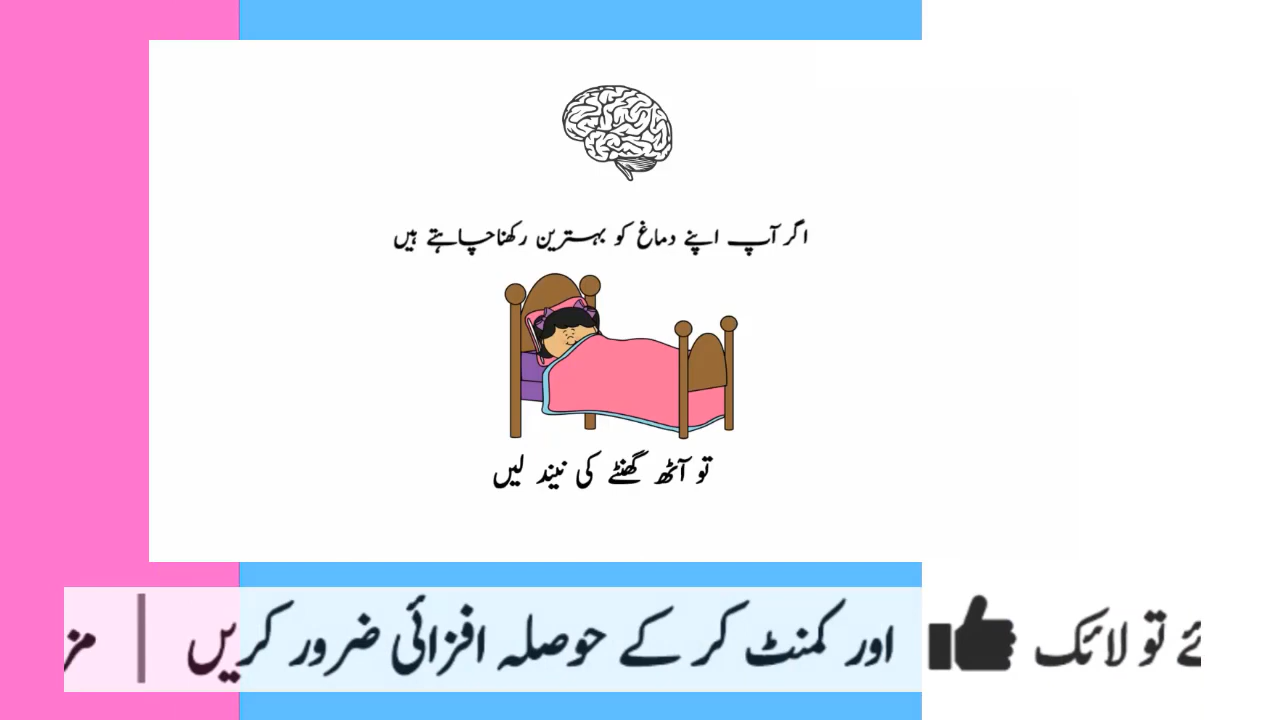 اگر آپ اپنے دماغ کو بہترین رکھنا چاہتے ہیں
تو آٹھ گھنٹے کی نیند لیں
تو لائک اور کمنٹ کر کے حوصلہ افزائی ضرور کریں |